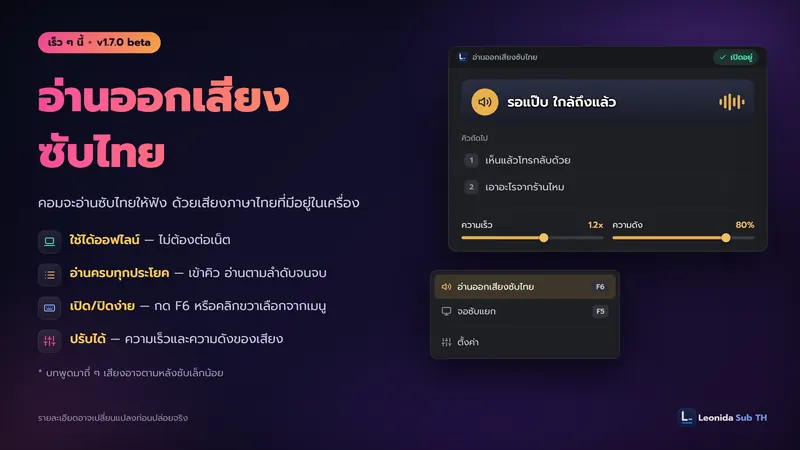 เร็ว ๆ นี้ • v1.7.0 beta
อ่านออกเสียง
ซับไทย
คอมจะอ่านซับไทยให้ฟัง ด้วยเสียงภาษาไทยที่มีอยู่ในเครื่อง
ใช้ได้ออฟไลน์ — ไม่ต้องต่อเน็ต
อ่านครบทุกประโยค — เข้าคิว อ่านตามลำดับจนจบ
เปิด/ปิดง่าย — กด F6 หรือคลิกขวาเลือกจากเมนู
ปรับได้ — ความเร็วและความดังของเสียง
* บทพูดมาถี่ ๆ เสียงอาจตามหลังซับเล็กน้อย
รายละเอียดอาจเปลี่ยนแปลงก่อนปล่อยจริง
L อ่านออกเสียงซับไทย
เปิดอยู่
รอแป๊บ ใกล้ถึงแล้ว
คิวถัดไป
1 เห็นแล้วโทรกลับด้วย
2 เอาอะไรจากร้านไหม
ความเร็ว 1.2x
ความดัง 80%
อ่านออกเสียงซับไทย F6
จอซับแยก F5
ตั้งค่า
L Leonida Sub TH